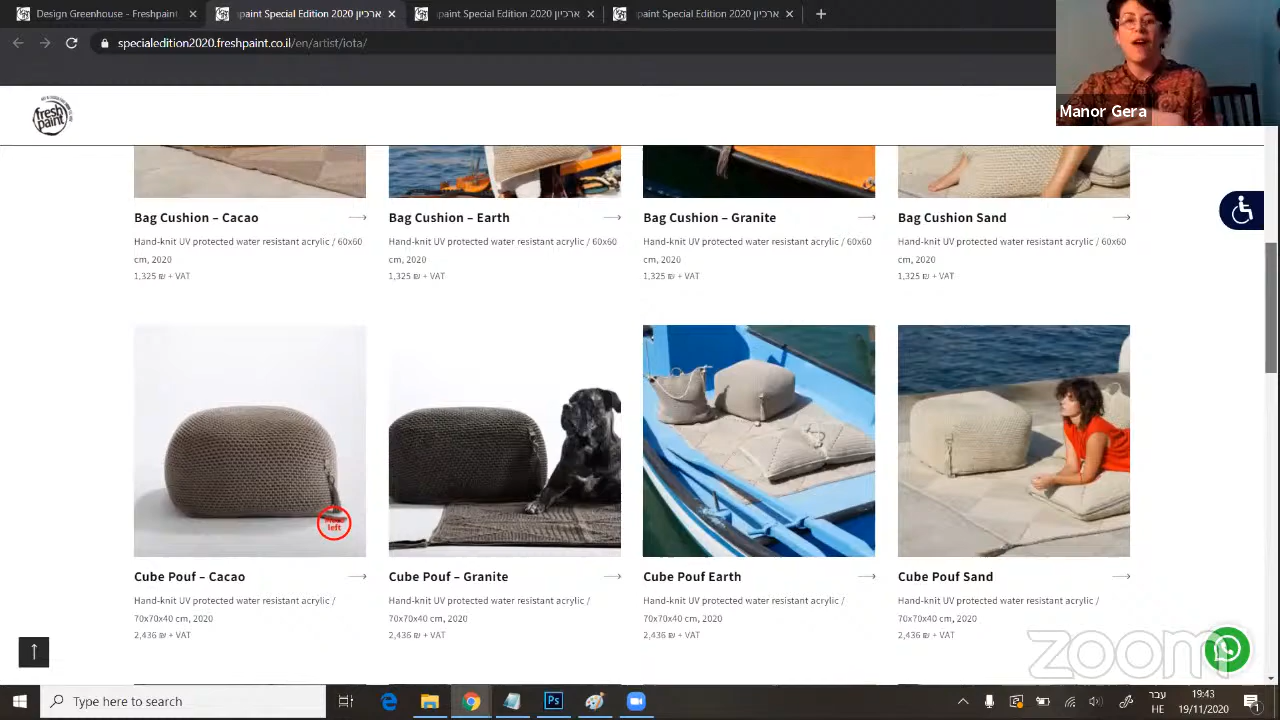 Design Greenhouse - Freshpaint
paint Special Edition 2020 ארכיון
paint Special Edition 2020 ארכיון
paint Special Edition 2020 ארכיון
specialedition2020.freshpaint.co.il/en/artist/iota/
Manor Gera
fresh
paint
Bag Cushion – Cacao
Hand-knit UV protected water resistant acrylic / 60x60
cm, 2020
1,325 ₪ + VAT
Bag Cushion – Earth
Hand-knit UV protected water resistant acrylic / 60x60
cm, 2020
1,325 ₪ + VAT
Bag Cushion – Granite
Hand-knit UV protected water resistant acrylic / 60x60
cm, 2020
1,325 ₪ + VAT
Bag Cushion Sand
Hand-knit UV protected water resistant acrylic / 60x60
cm, 2020
1,325 ₪ + VAT
left
Cube Pouf – Cacao
Hand-knit UV protected water resistant acrylic /
70x70x40 cm, 2020
2,436 ₪ + VAT
Cube Pouf – Granite
Hand-knit UV protected water resistant acrylic /
70x70x40 cm, 2020
2,436 ₪ + VAT
Cube Pouf Earth
Hand-knit UV protected water resistant acrylic /
70x70x40 cm, 2020
2,436 ₪ + VAT
Cube Pouf Sand
Hand-knit UV protected water resistant acrylic /
70x70x40 cm, 2020
2,436 ₪ + VAT
zoom
Type here to search
Ps
HE עב
19:43
19/11/2020